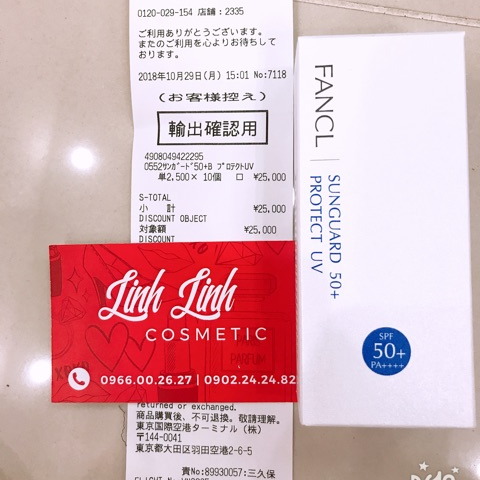 0120-029-154 店舗：2335
ご利用ありがとうございます。
またのご利用を心よりお待ちして
おります。
2018年10月29日(月) 15:01 No:7118
(お客様控え)
輸出確認用
4908049422295
0552ｻﾝｶﾞｰﾄﾞ50+B ﾌﾟﾛﾃｸﾄUV
単2,500× 10個 ロ ¥25,000
S-TOTAL
小 計 ¥25,000
DISCOUNT OBJECT
対象額 ¥25,000
DISCOUNT
Linh Linh
COSMETIC
0966.00.26.27 | 0902.24.24.82
XOXO
PARFUM
returned or exchanged.
商品購買後、不可退換。敬請理解。
東京国際空港ターミナル（株）
〒144-0041
東京都大田区羽田空港2-6-5
責No:89930057:三久保
FANCL
SUNGUARD 50+
PROTECT UV
SPF
50+
PA++++